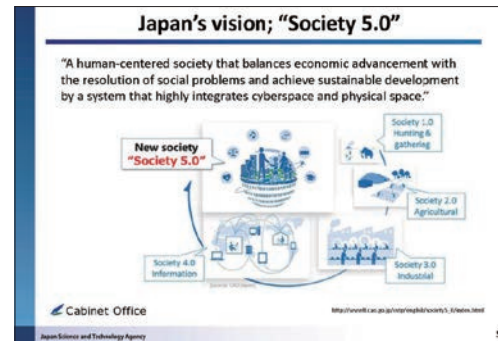 Japan's vision; "Society 5.0"
"A human-centered society that balances economic advancement with
the resolution of social problems and achieve sustainable development
by a system that highly integrates cyberspace and physical space."
Society 1.0
Hunting &
gathering
New society
"Society 5.0"
Society 2.0
Agricultural
Society 4.0
Information
Society 3.0
Industrial
Cabinet Office
Japan Science and Technology Agency